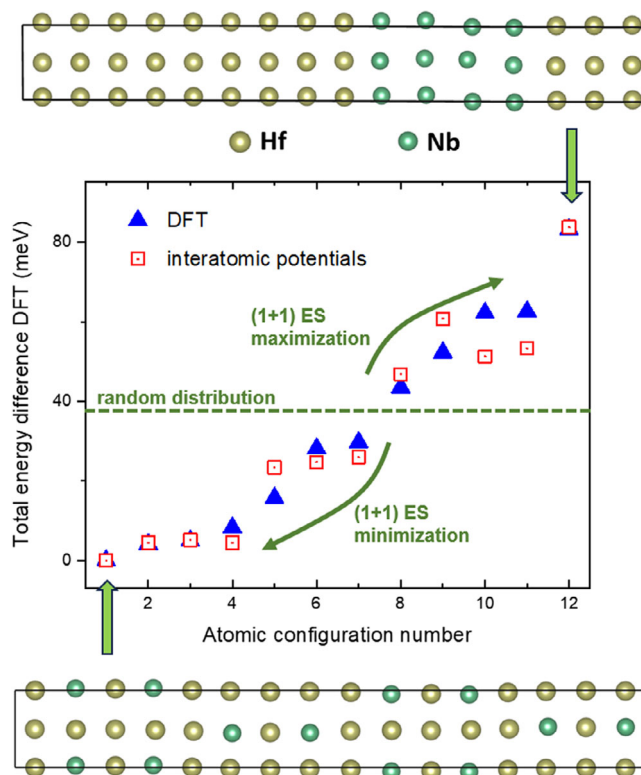 Hf
Nb
Total energy difference DFT (meV)
80
40
0
DFT
interatomic potentials
(1+1) ES
maximization
random distribution
(1+1) ES
minimization
2
4
6
8
10
12
Atomic configuration number